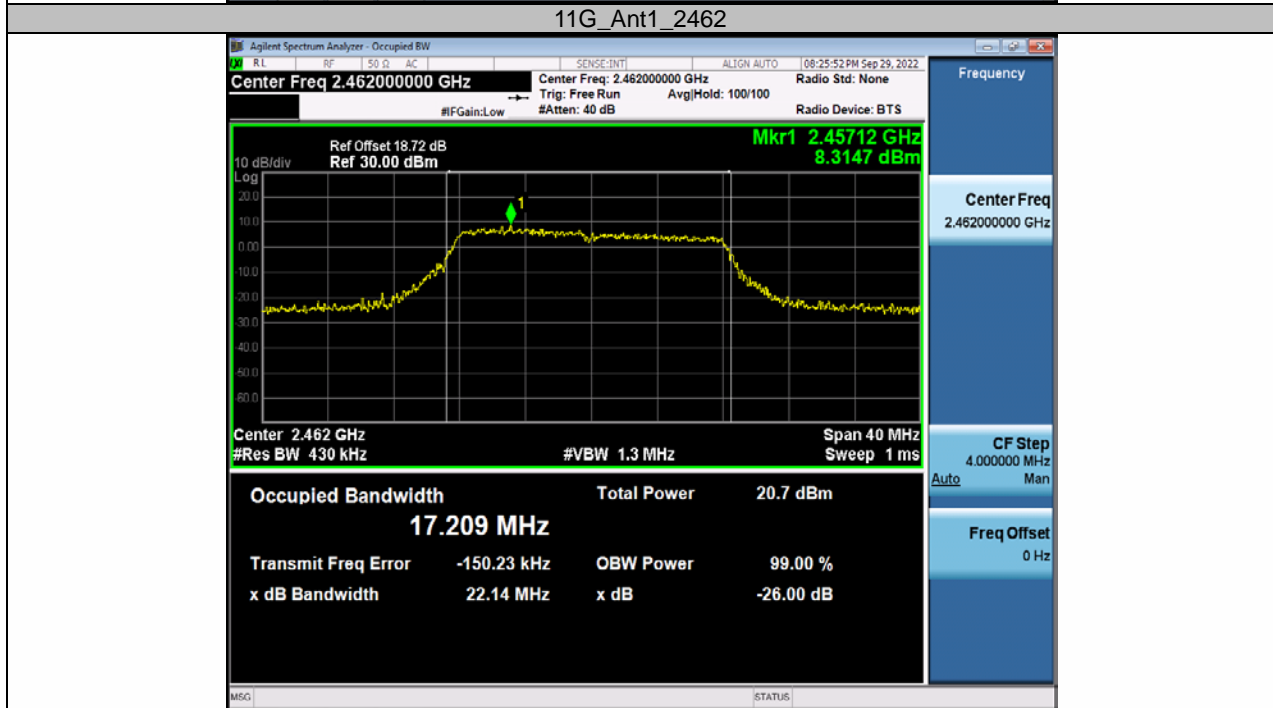 11G_Ant1_2462
Agilent Spectrum Analyzer - Occupied BW
RL RF 50 Ω AC SENSE:INT ALIGN AUTO 08:25:52 PM Sep 29, 2022
Center Freq 2.462000000 GHz Center Freq: 2.462000000 GHz Radio Std: None
Trig: Free Run Avg|Hold: 100/100
#IFGain:Low #Atten: 40 dB Radio Device: BTS
Frequency
Mkr1 2.45712 GHz
8.3147 dBm
Ref Offset 18.72 dB
10 dB/div Ref 30.00 dBm
Log
20.0
10.0
0.00
-10.0
-20.0
-30.0
-40.0
-50.0
-60.0
1
Center 2.462 GHz Span 40 MHz
#Res BW 430 kHz #VBW 1.3 MHz Sweep 1 ms
Occupied Bandwidth Total Power 20.7 dBm
17.209 MHz
Transmit Freq Error -150.23 kHz OBW Power 99.00 %
x dB Bandwidth 22.14 MHz x dB -26.00 dB
Center Freq
2.462000000 GHz
CF Step
4.000000 MHz
Auto Man
Freq Offset
0 Hz
MSG STATUS